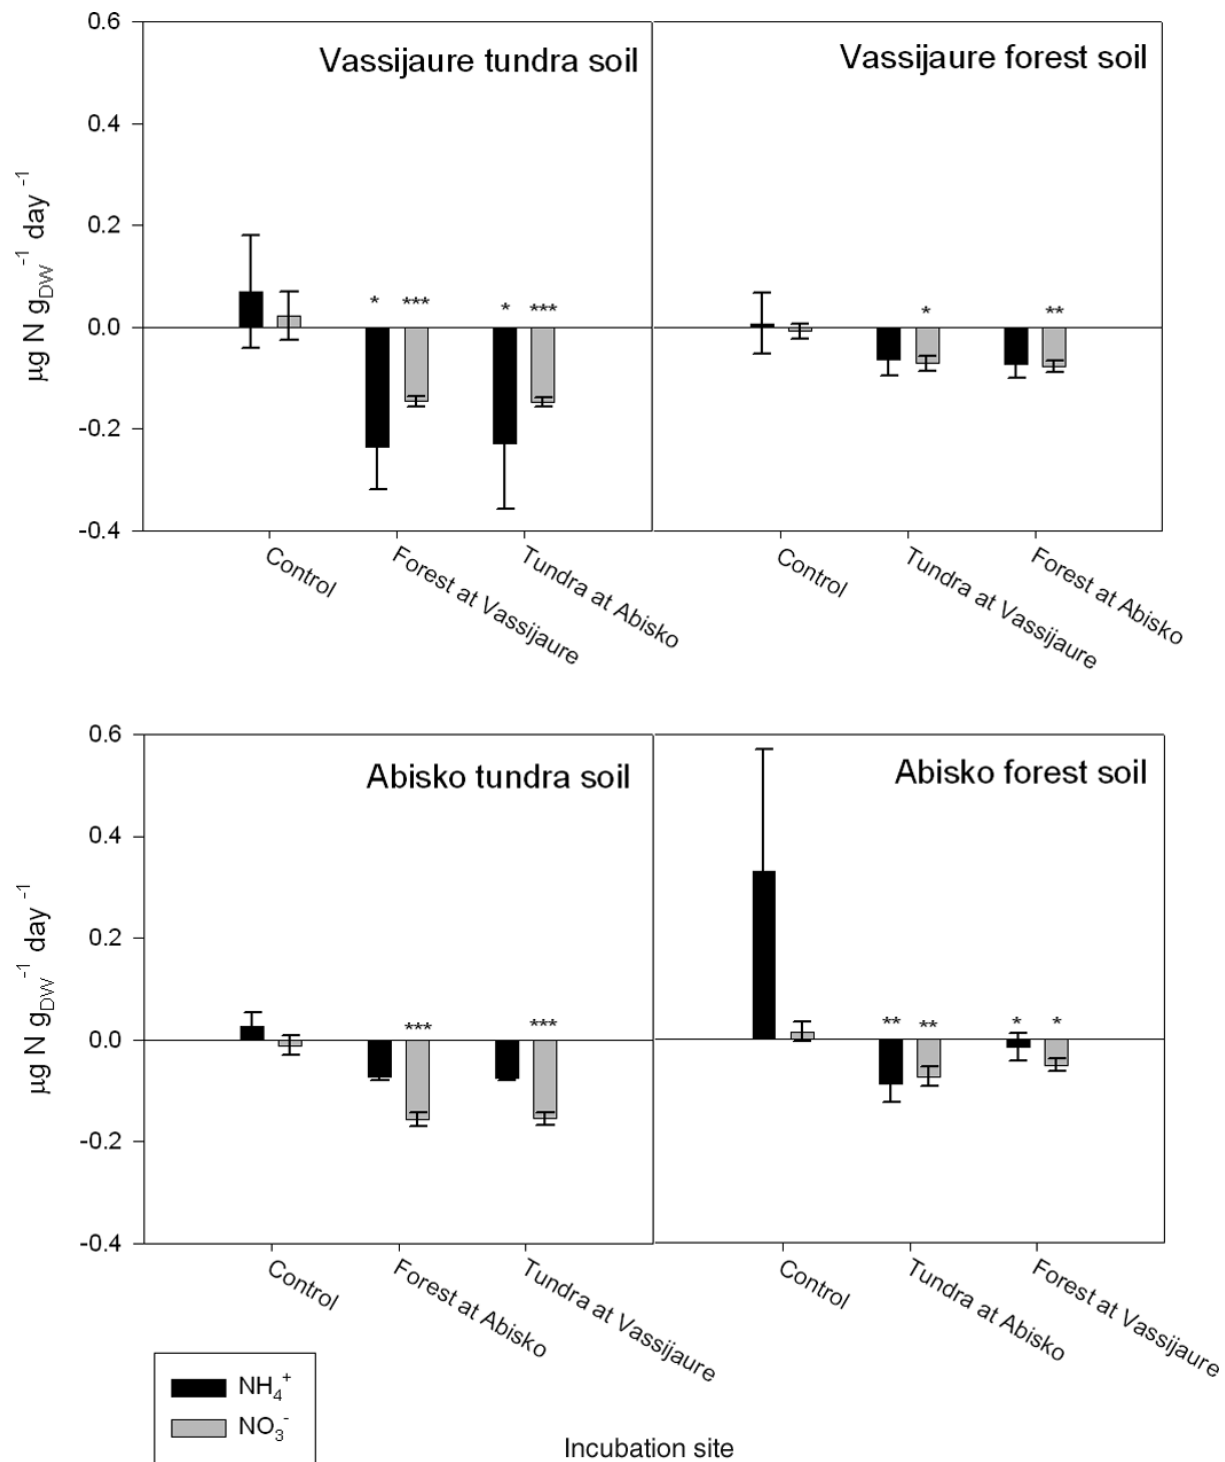 Vassijaure tundra soil
Vassijaure forest soil
0.6
0.4
0.2
0.0
-0.2
-0.4
µg N g_DW^-1 day^-1
* *** * ***
* **
Control
Forest at Vassijaure
Tundra at Abisko
Control
Tundra at Vassijaure
Forest at Abisko
Abisko tundra soil
Abisko forest soil
0.6
0.4
0.2
0.0
-0.2
-0.4
µg N g_DW^-1 day^-1
*** ***
** ** * *
Control
Forest at Abisko
Tundra at Vassijaure
Control
Tundra at Abisko
Forest at Vassijaure
NH₄⁺
NO₃⁻
Incubation site